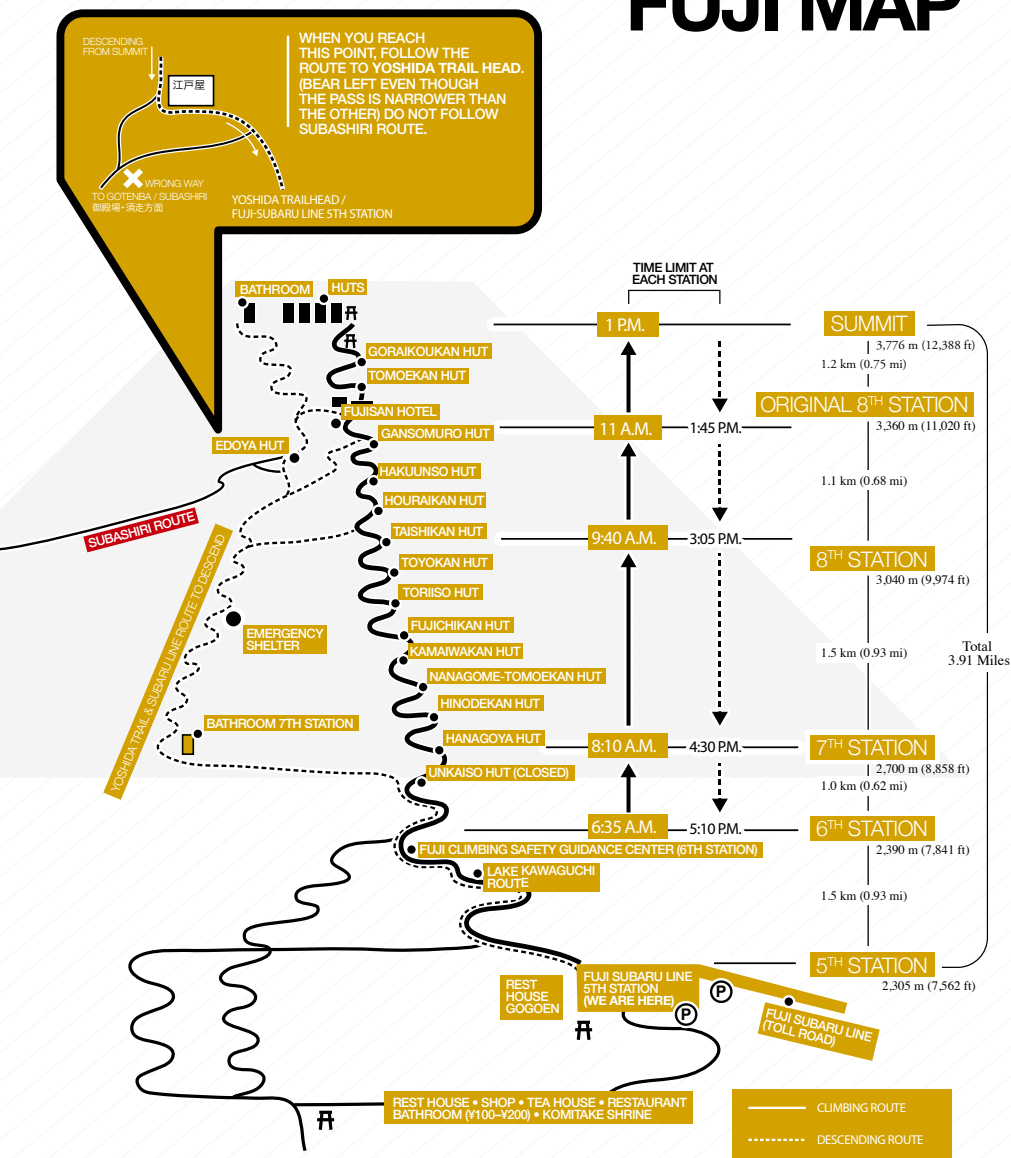 FUJI MAP
DESCENDING
FROM SUMMIT
江戸屋
WHEN YOU REACH
THIS POINT, FOLLOW THE
ROUTE TO YOSHIDA TRAIL HEAD.
(BEAR LEFT EVEN THOUGH
THE PASS IS NARROWER THAN
THE OTHER) DO NOT FOLLOW
SUBASHIRI ROUTE.
WRONG WAY
TO GOTENBA / SUBASHIRI
御殿場・須走方面
YOSHIDA TRAILHEAD /
FUJI-SUBARU LINE 5TH STATION
TIME LIMIT AT
EACH STATION
BATHROOM
HUTS
GORAIKOUKAN HUT
TOMOEKAN HUT
FUJISAN HOTEL
GANSOMURO HUT
EDOYA HUT
HAKUUNSO HUT
HOURAIKAN HUT
SUBASHIRI ROUTE
TAISHIKAN HUT
TOYOKAN HUT
TORIISO HUT
YOSHIDA TRAIL & SUBARU LINE ROUTE TO DESCEND
EMERGENCY
SHELTER
FUJICHIKAN HUT
KAMAIWAKAN HUT
NANAGOME-TOMOEKAN HUT
HINODEKAN HUT
BATHROOM 7TH STATION
HANAGOYA HUT
UNKAISO HUT (CLOSED)
FUJI CLIMBING SAFETY GUIDANCE CENTER (6TH STATION)
LAKE KAWAGUCHI
ROUTE
1 P.M.
11 A.M.
1:45 P.M.
9:40 A.M.
3:05 P.M.
8:10 A.M.
4:30 P.M.
6:35 A.M.
5:10 P.M.
SUMMIT
3,776 m (12,388 ft)
1.2 km (0.75 mi)
ORIGINAL 8TH STATION
3,360 m (11,020 ft)
1.1 km (0.68 mi)
8TH STATION
3,040 m (9,974 ft)
1.5 km (0.93 mi)
Total
3.91 Miles
7TH STATION
2,700 m (8,858 ft)
1.0 km (0.62 mi)
6TH STATION
2,390 m (7,841 ft)
1.5 km (0.93 mi)
5TH STATION
2,305 m (7,562 ft)
REST
HOUSE
GOGOEN
FUJI SUBARU LINE
5TH STATION
(WE ARE HERE)
P
P
FUJI SUBARU LINE
(TOLL ROAD)
REST HOUSE • SHOP • TEA HOUSE • RESTAURANT
BATHROOM (¥100–¥200) • KOMITAKE SHRINE
CLIMBING ROUTE
DESCENDING ROUTE